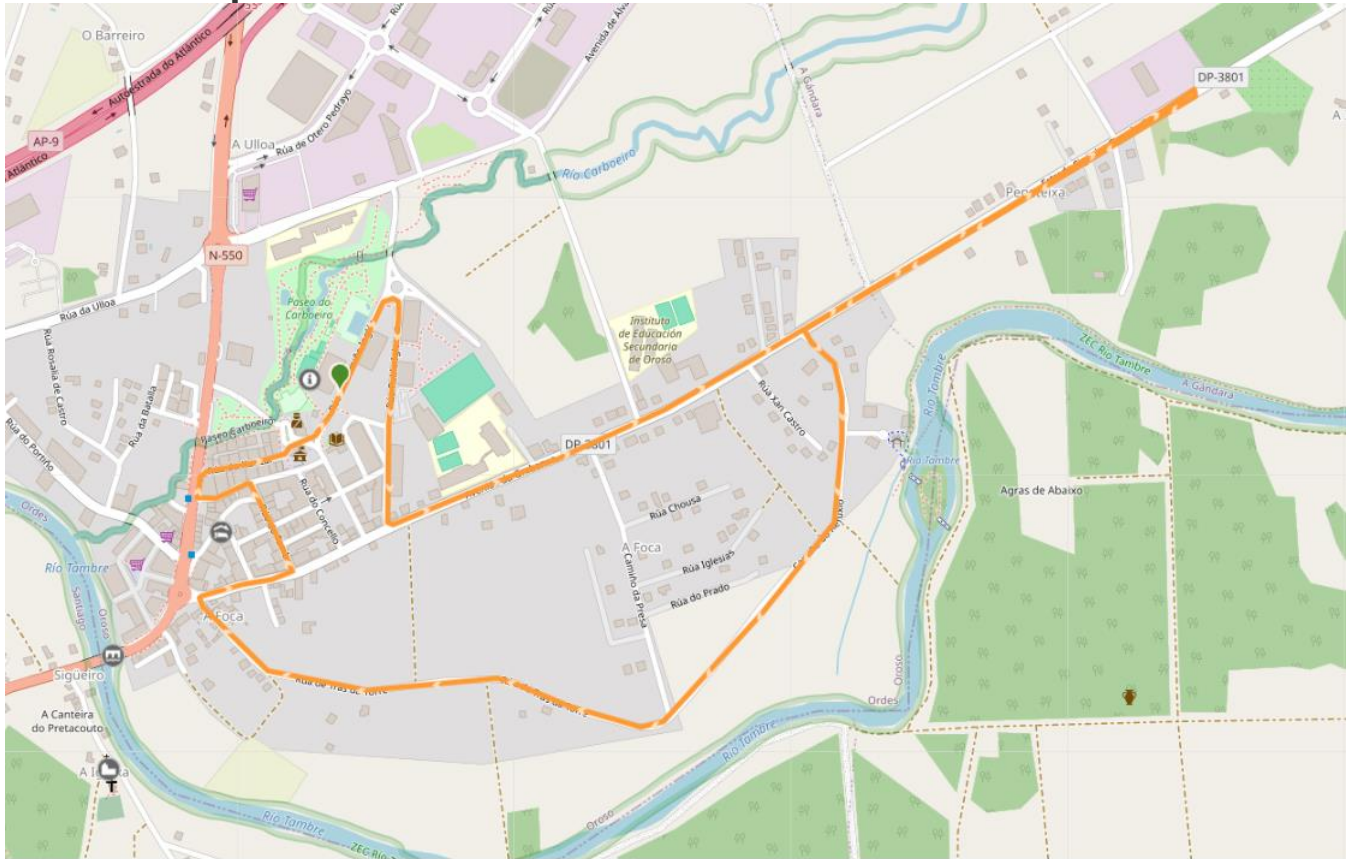 O Barreiro
Autoestrada do Atlántico
AP-9
Atlántico
A Ulloa
Rúa de Otero Pedrayo
Avenida de
A Gándara
DP-3801
Río Carboeiro
N-550
Rúa da Ulloa
Paseo do
Carboeiro
Instituto
de Educación
Secundaria
de Oroso
Rúa Rosalía de Castro
Rúa da Batalla
Rúa do Portiño
Paseo Carboeiro
Rúa do Concello
DP-3801
Rúa Xan Castro
Río Tambre
ZEC Río Tambre
A Gándara
Río Tambre
Agras de Abaixo
Rúa Chousa
A Foca
Rúa Iglesias
Rúa do Prado
Camiño da Presa
Ordes
Río Tambre
Santiago
Oroso
A Foca
Sigüeiro
Rúa de Tras da Torre
A Canteira
do Pretacouto
Oroso
Ordes
Río Tambre
Oroso
Río Tambre
ZEC Río